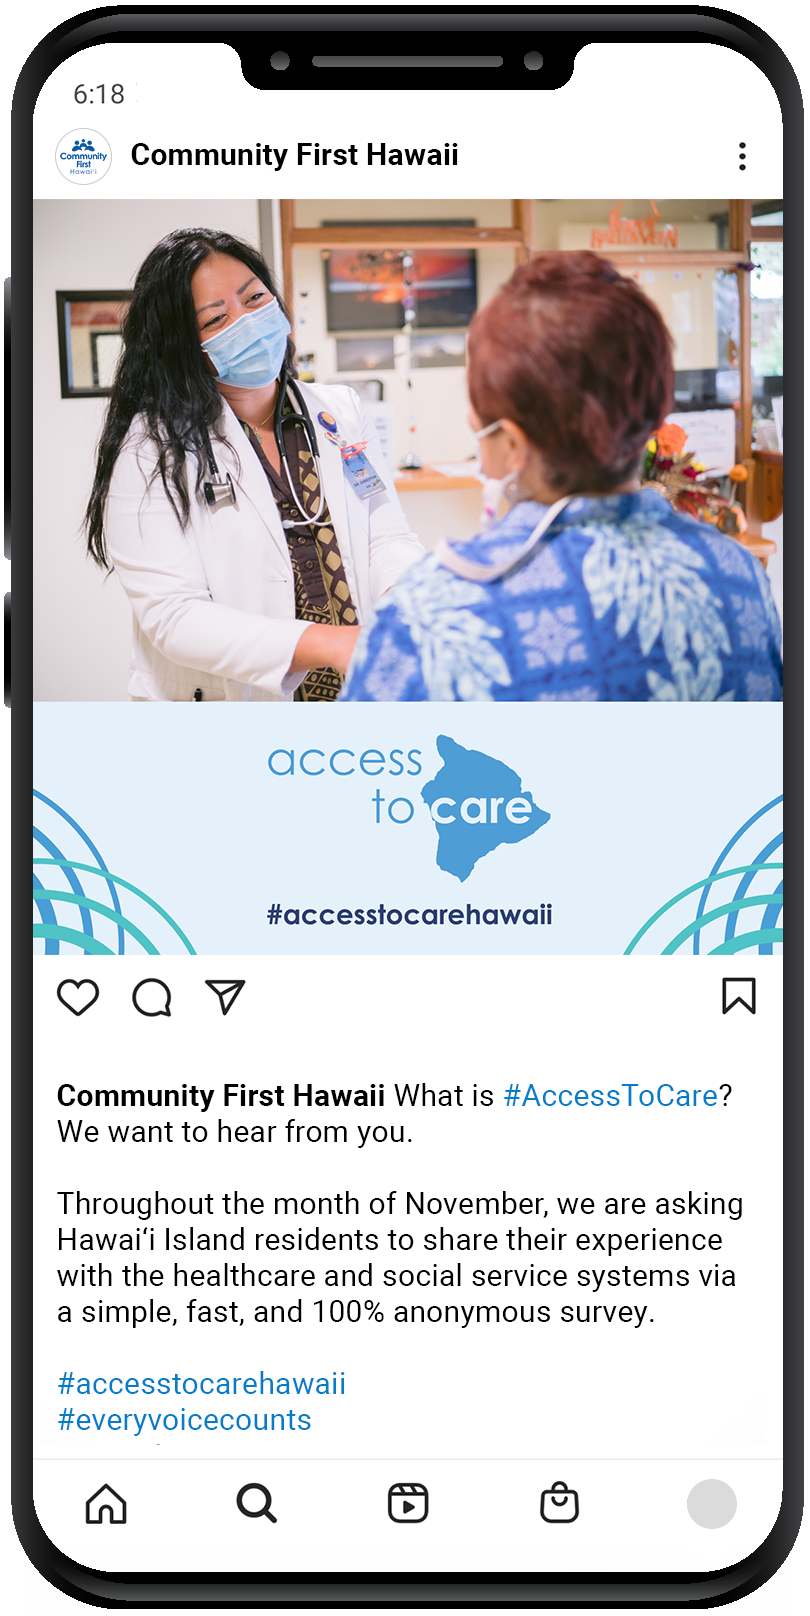 6:18
Community
First
Hawai‘i
Community First Hawaii
access
to care
#accesstocarehawaii
Community First Hawaii What is #AccessToCare?
We want to hear from you.
Throughout the month of November, we are asking
Hawai‘i Island residents to share their experience
with the healthcare and social service systems via
a simple, fast, and 100% anonymous survey.
#accesstocarehawaii
#everyvoicecounts